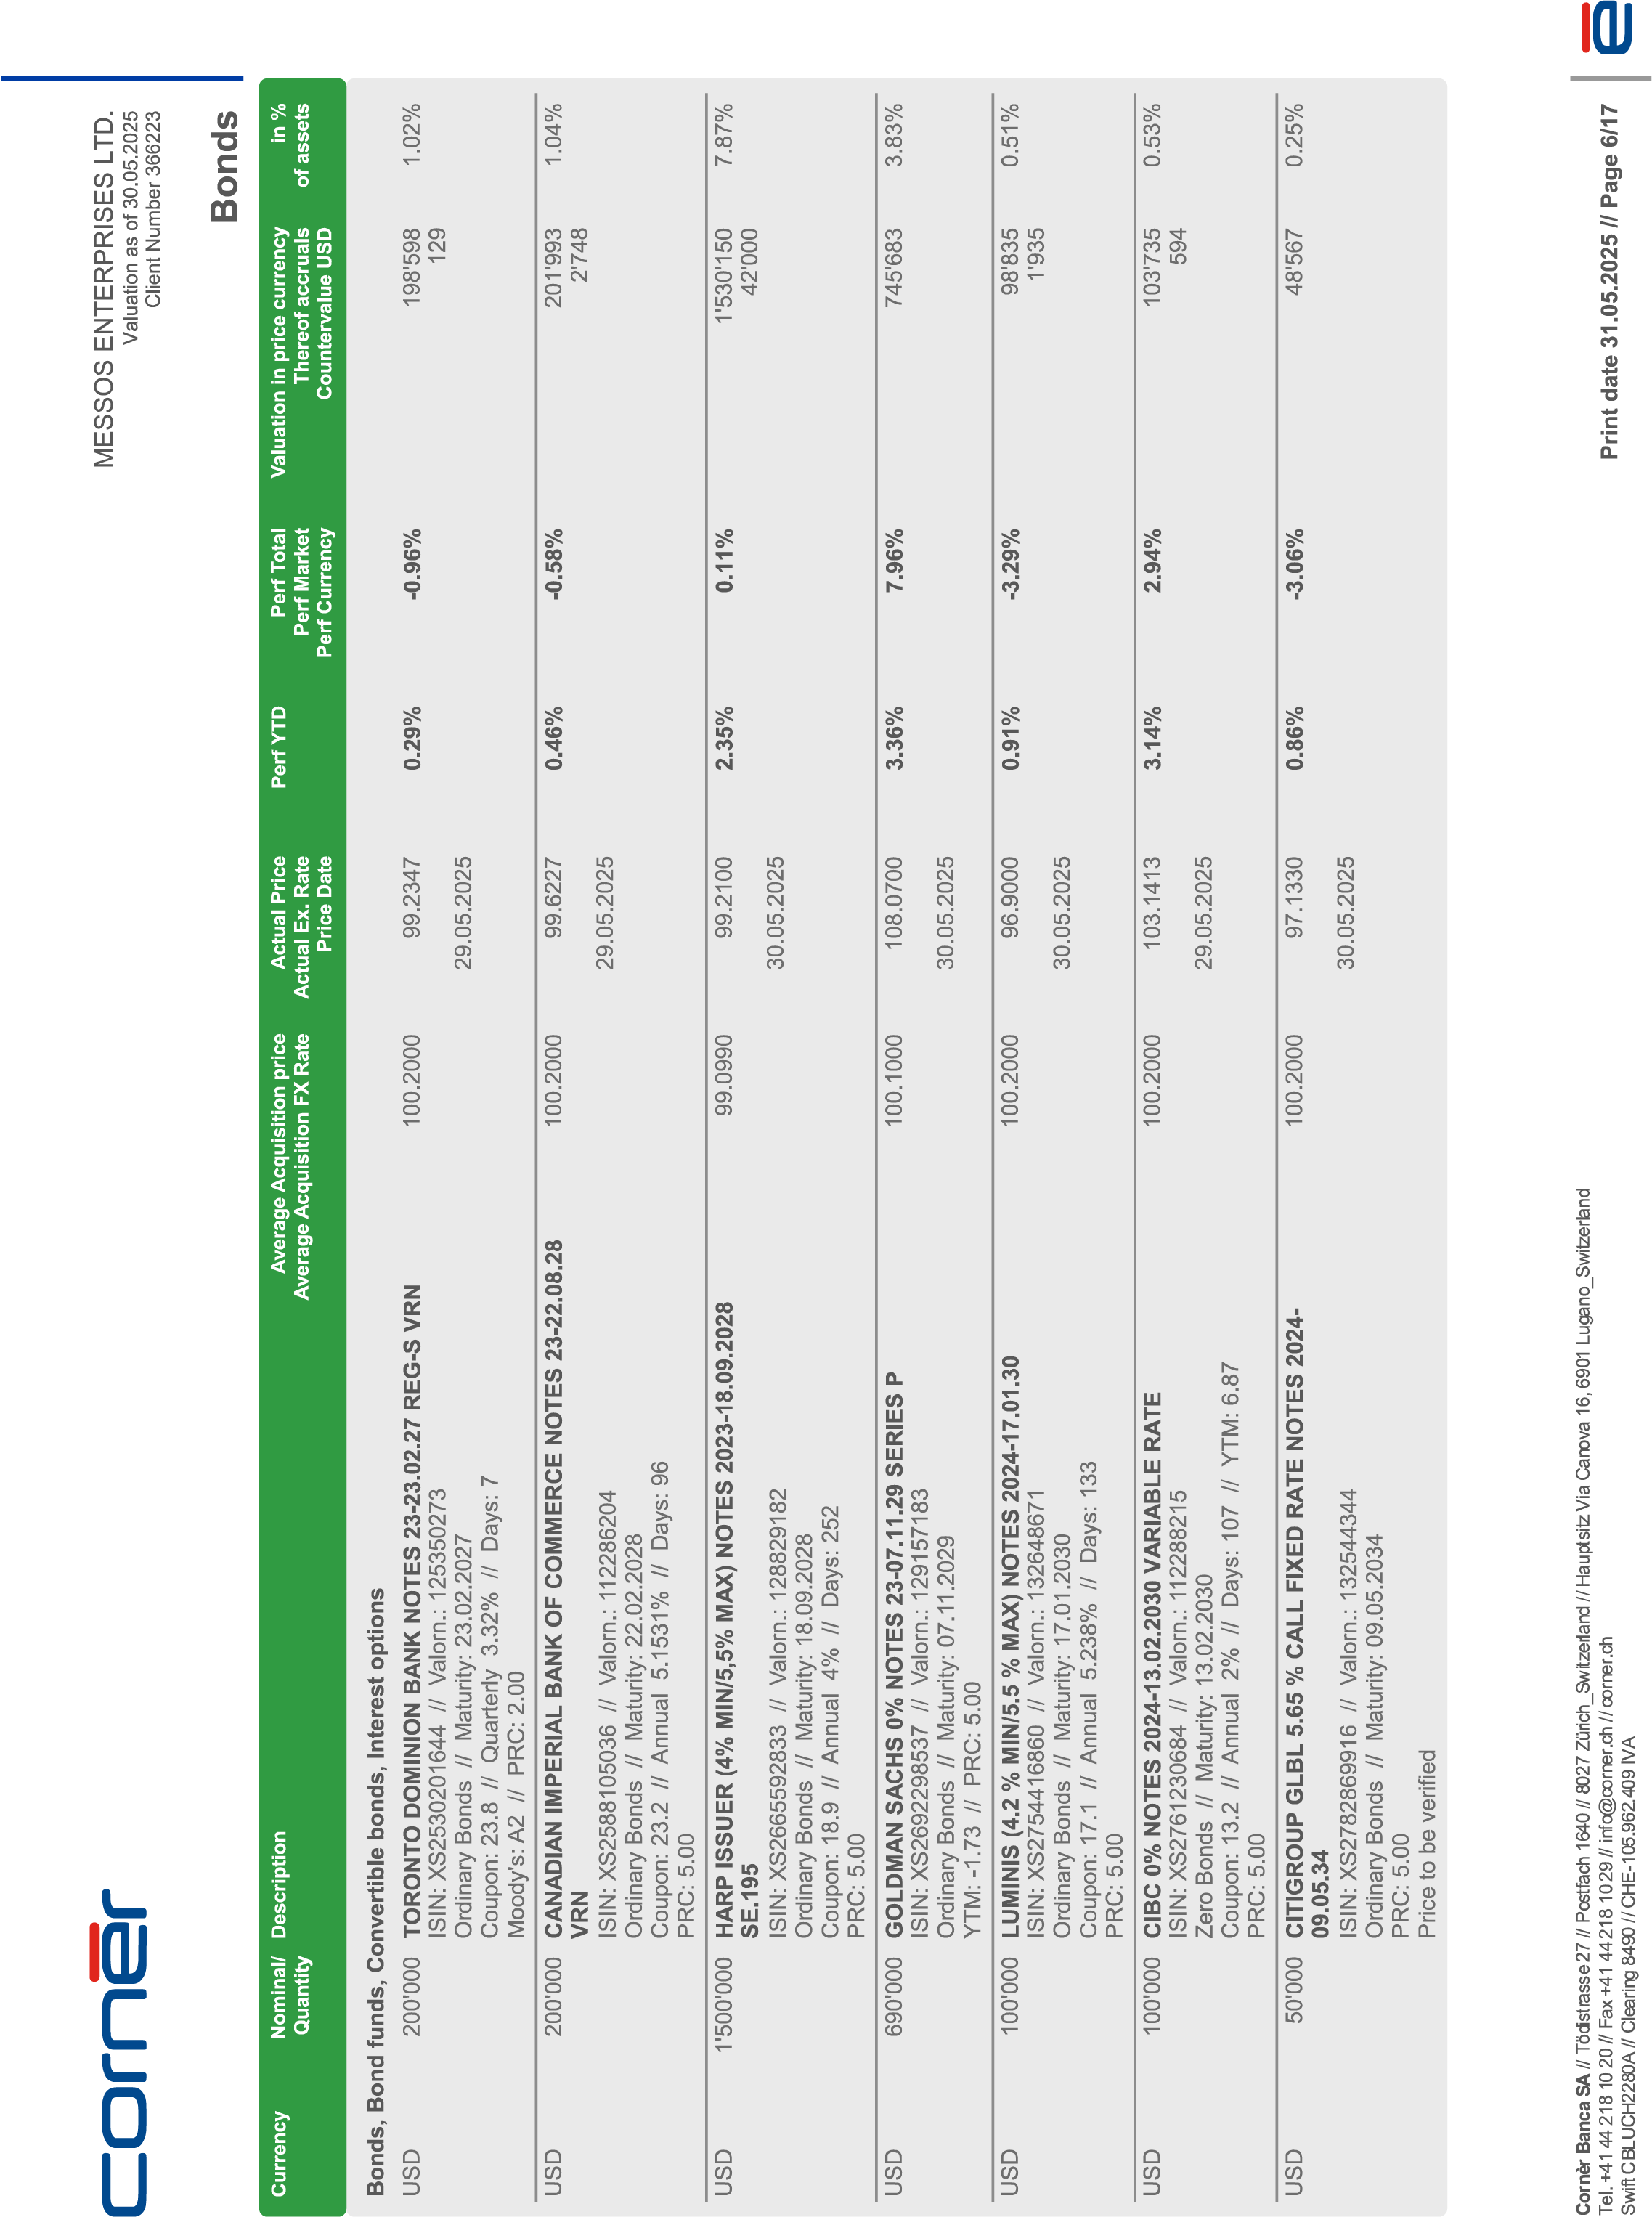 cornèr
MESSOS ENTERPRISES LTD.
Valuation as of 30.05.2025
Client Number 366223
Bonds
Currency Nominal/ Description Average Acquisition price Actual Price Perf YTD Perf Total Valuation in price currency in %
Quantity Average Acquisition FX Rate Actual Ex. Rate Perf Market Thereof accruals of assets
Price Date Perf Currency Countervalue USD
Bonds, Bond funds, Convertible bonds, Interest options
USD 200'000 TORONTO DOMINION BANK NOTES 23-23.02.27 REG-S VRN 100.2000 99.2347 0.29% -0.96% 198'598 1.02%
ISIN: XS2530201644 // Valorn.: 125350273 129
Ordinary Bonds // Maturity: 23.02.2027 29.05.2025
Coupon: 23.8 // Quarterly 3.32% // Days: 7
Moody's: A2 // PRC: 2.00
USD 200'000 CANADIAN IMPERIAL BANK OF COMMERCE NOTES 23-22.08.28 100.2000 99.6227 0.46% -0.58% 201'993 1.04%
VRN 2'748
ISIN: XS2588105036 // Valorn.: 112286204 29.05.2025
Ordinary Bonds // Maturity: 22.02.2028
Coupon: 23.2 // Annual 5.1531% // Days: 96
PRC: 5.00
USD 1'500'000 HARP ISSUER (4% MIN/5,5% MAX) NOTES 2023-18.09.2028 99.0990 99.2100 2.35% 0.11% 1'530'150 7.87%
SE.195 42'000
ISIN: XS2665592833 // Valorn.: 128829182 30.05.2025
Ordinary Bonds // Maturity: 18.09.2028
Coupon: 18.9 // Annual 4% // Days: 252
PRC: 5.00
USD 690'000 GOLDMAN SACHS 0% NOTES 23-07.11.29 SERIES P 100.1000 108.0700 3.36% 7.96% 745'683 3.83%
ISIN: XS2692298537 // Valorn.: 129157183
Ordinary Bonds // Maturity: 07.11.2029 30.05.2025
YTM: -1.73 // PRC: 5.00
USD 100'000 LUMINIS (4.2 % MIN/5.5 % MAX) NOTES 2024-17.01.30 100.2000 96.9000 0.91% -3.29% 98'835 0.51%
ISIN: XS2754416860 // Valorn.: 132648671 1'935
Ordinary Bonds // Maturity: 17.01.2030 30.05.2025
Coupon: 17.1 // Annual 5.238% // Days: 133
PRC: 5.00
USD 100'000 CIBC 0% NOTES 2024-13.02.2030 VARIABLE RATE 100.2000 103.1413 3.14% 2.94% 103'735 0.53%
ISIN: XS2761230684 // Valorn.: 112288215 594
Zero Bonds // Maturity: 13.02.2030 29.05.2025
Coupon: 13.2 // Annual 2% // Days: 107 // YTM: 6.87
PRC: 5.00
USD 50'000 CITIGROUP GLBL 5.65 % CALL FIXED RATE NOTES 2024- 100.2000 97.1330 0.86% -3.06% 48'567 0.25%
09.05.34
ISIN: XS2782869916 // Valorn.: 132544344 30.05.2025
Ordinary Bonds // Maturity: 09.05.2034
PRC: 5.00
Price to be verified
Cornèr Banca SA // Tödistrasse 27 // Postfach 1640 // 8027 Zürich_Switzerland // Hauptsitz Via Canova 16, 6901 Lugano_Switzerland
Tel. +41 44 218 10 20 // Fax +41 44 218 10 29 // info@corner.ch // corner.ch
Swift CBLUCH2280A // Clearing 8490 // CHE-105.962.409 IVA
Print date 31.05.2025 // Page 6/17
è